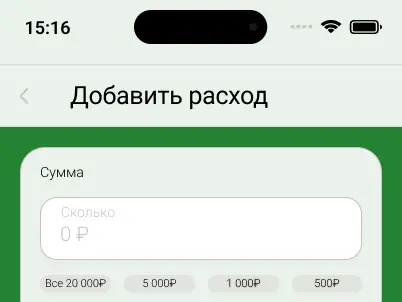 15:16
Добавить расход
Сумма
Сколько
0 ₽
Все 20 000₽ 5 000₽ 1 000₽ 500₽